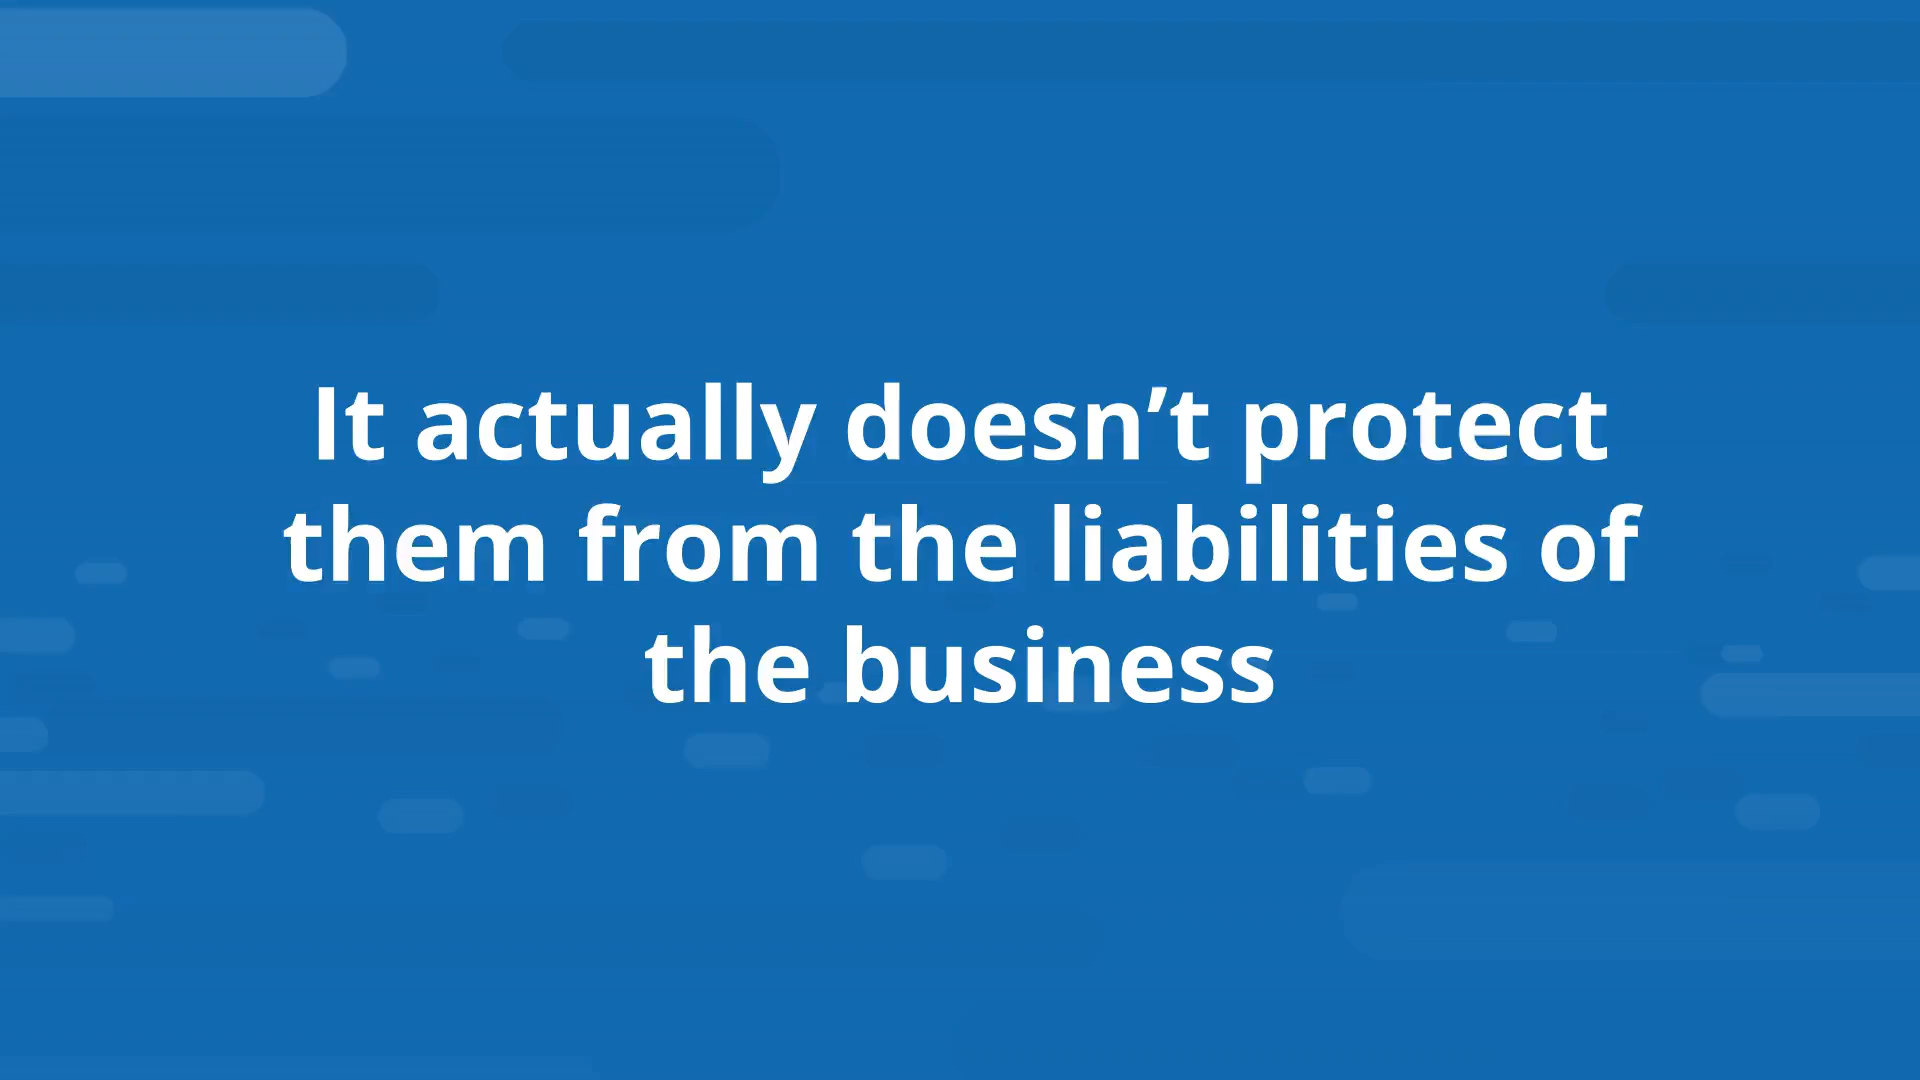 It actually doesn’t protect
them from the liabilities of
the business